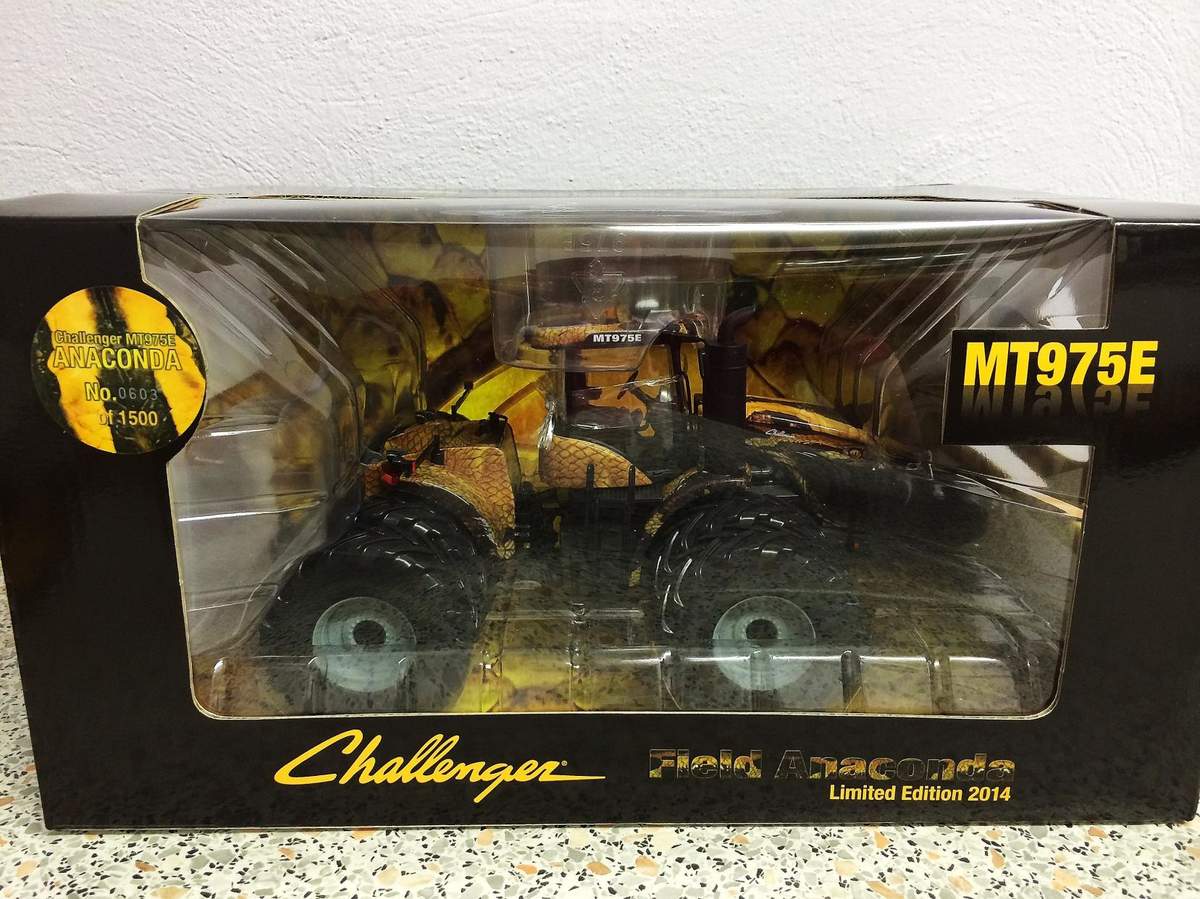 Challenger MT975E
ANACONDA
No. 0603
of 1500
MT975E
MT975E
Challenger
Field Anaconda
Limited Edition 2014